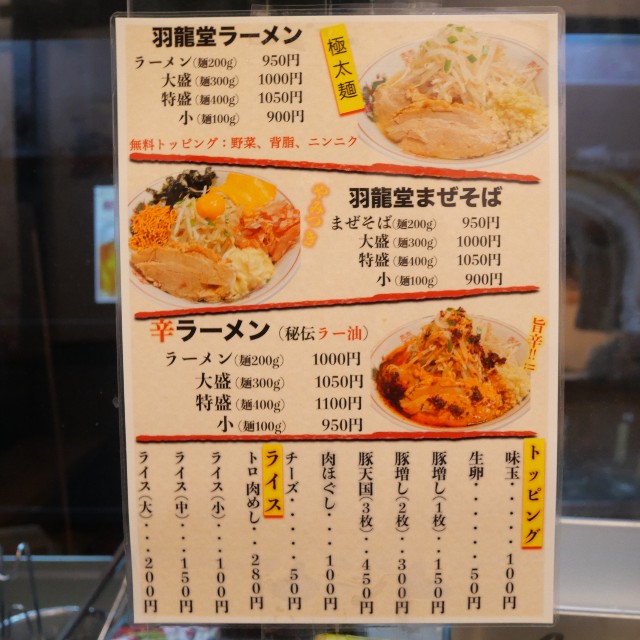 羽龍堂ラーメン
ラーメン(麺200g) 950円
大盛(麺300g) 1000円
特盛(麺400g) 1050円
小(麺100g) 900円
無料トッピング：野菜、背脂、ニンニク
極太麺
やみつき
羽龍堂まぜそば
まぜそば(麺200g) 950円
大盛(麺300g) 1000円
特盛(麺400g) 1050円
小(麺100g) 900円
辛ラーメン（秘伝ラー油）
ラーメン(麺200g) 1000円
大盛(麺300g) 1050円
特盛(麺400g) 1100円
小(麺100g) 950円
旨辛!!
トッピング
味玉・・・・・100円
生卵・・・・・・50円
豚増し(1枚)・・150円
豚増し(2枚)・・300円
豚天国(3枚)・・450円
肉ほぐし・・・100円
チーズ・・・・・50円
ライス
トロ肉めし・・280円
ライス(小)・・・100円
ライス(中)・・・150円
ライス(大)・・・200円